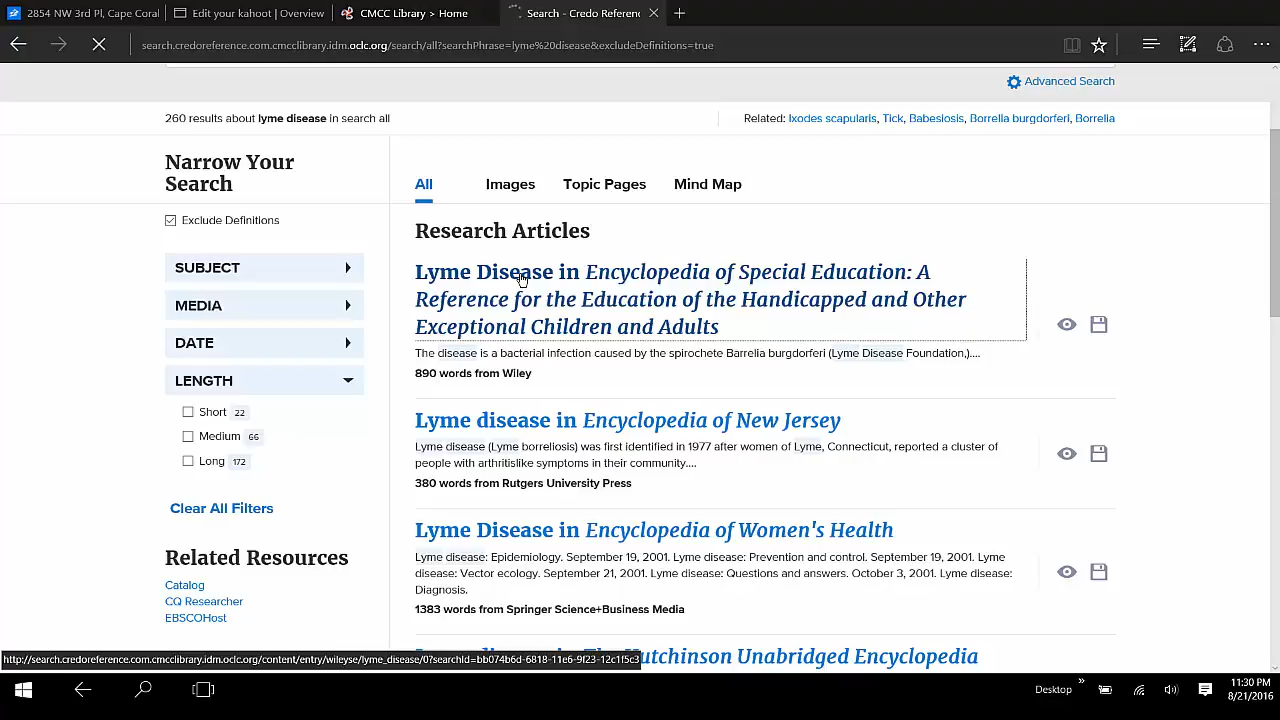 2854 NW 3rd Pl, Cape Coral
Edit your kahoot | Overview
CMCC Library > Home
Search - Credo Referenc
search.credoreference.com.cmcclibrary.idm.oclc.org/search/all?searchPhrase=lyme%20disease&excludeDefinitions=true
Advanced Search
260 results about lyme disease in search all
Related: Ixodes scapularis, Tick, Babesiosis, Borrella burgdorferi, Borrelia
Narrow Your
Search
Exclude Definitions
SUBJECT
MEDIA
DATE
LENGTH
Short 22
Medium 66
Long 172
Clear All Filters
Related Resources
Catalog
CQ Researcher
EBSCOHost
All Images Topic Pages Mind Map
Research Articles
Lyme Disease in Encyclopedia of Special Education: A
Reference for the Education of the Handicapped and Other
Exceptional Children and Adults
The disease is a bacterial infection caused by the spirochete Barrelia burgdorferi (Lyme Disease Foundation,)....
890 words from Wiley
Lyme disease in Encyclopedia of New Jersey
Lyme disease (Lyme borreliosis) was first identified in 1977 after women of Lyme, Connecticut, reported a cluster of
people with arthritislike symptoms in their community....
380 words from Rutgers University Press
Lyme Disease in Encyclopedia of Women's Health
Lyme disease: Epidemiology. September 19, 2001. Lyme disease: Prevention and control. September 19, 2001. Lyme
disease: Vector ecology. September 21, 2001. Lyme disease: Questions and answers. October 3, 2001. Lyme disease:
Diagnosis.
1383 words from Springer Science+Business Media
Hutchinson Unabridged Encyclopedia
http://search.credoreference.com.cmcclibrary.idm.oclc.org/content/entry/wileyse/lyme_disease/0?searchId=bb074b6d-6818-11e6-9f23-12c1f5c3
Desktop
11:30 PM
8/21/2016